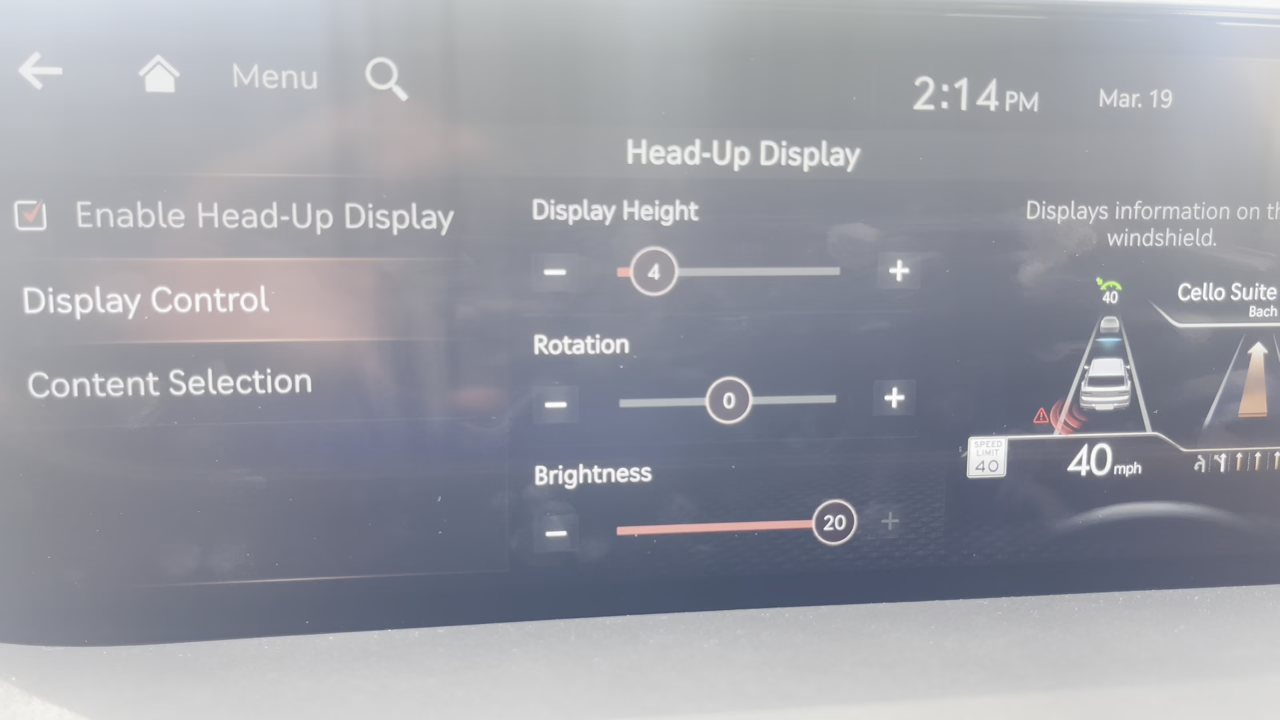 Menu
2:14 PM
Mar. 19
Head-Up Display
Enable Head-Up Display
Display Control
Content Selection
Display Height
4
Rotation
0
Brightness
20
Displays information on th
windshield.
40
Cello Suite
Bach
SPEED
LIMIT
40
40 mph